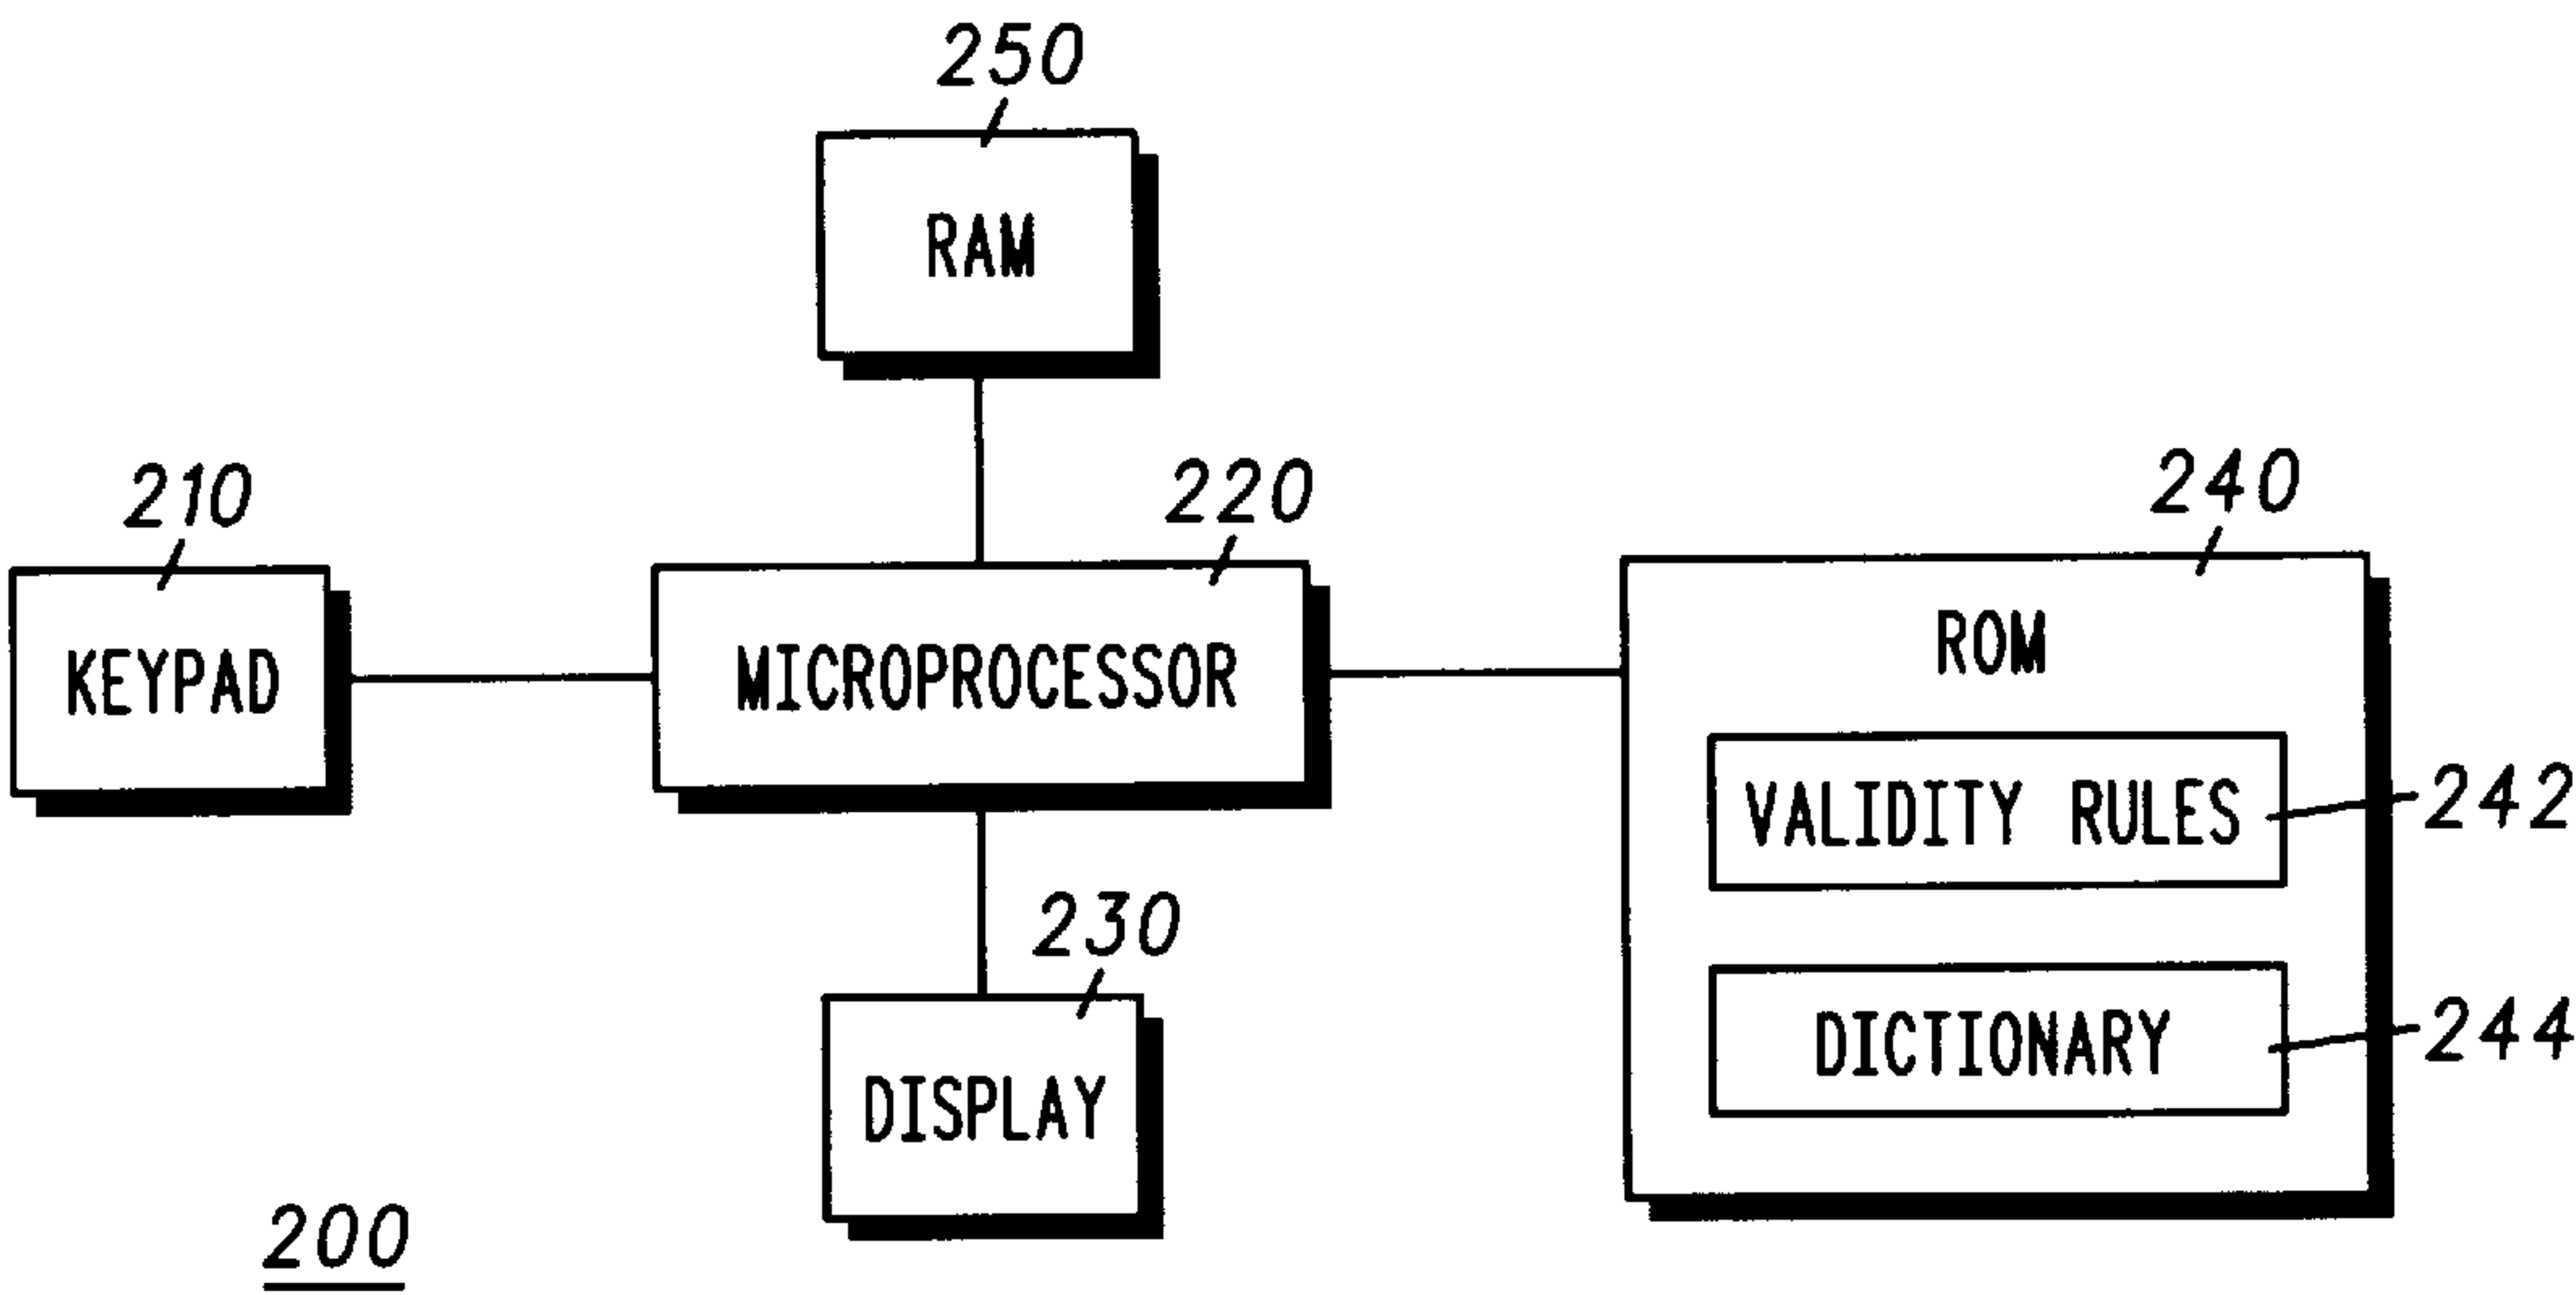 250
RAM
210
220
240
KEYPAD
MICROPROCESSOR
ROM
VALIDITY RULES
242
230
DICTIONARY
244
DISPLAY
200